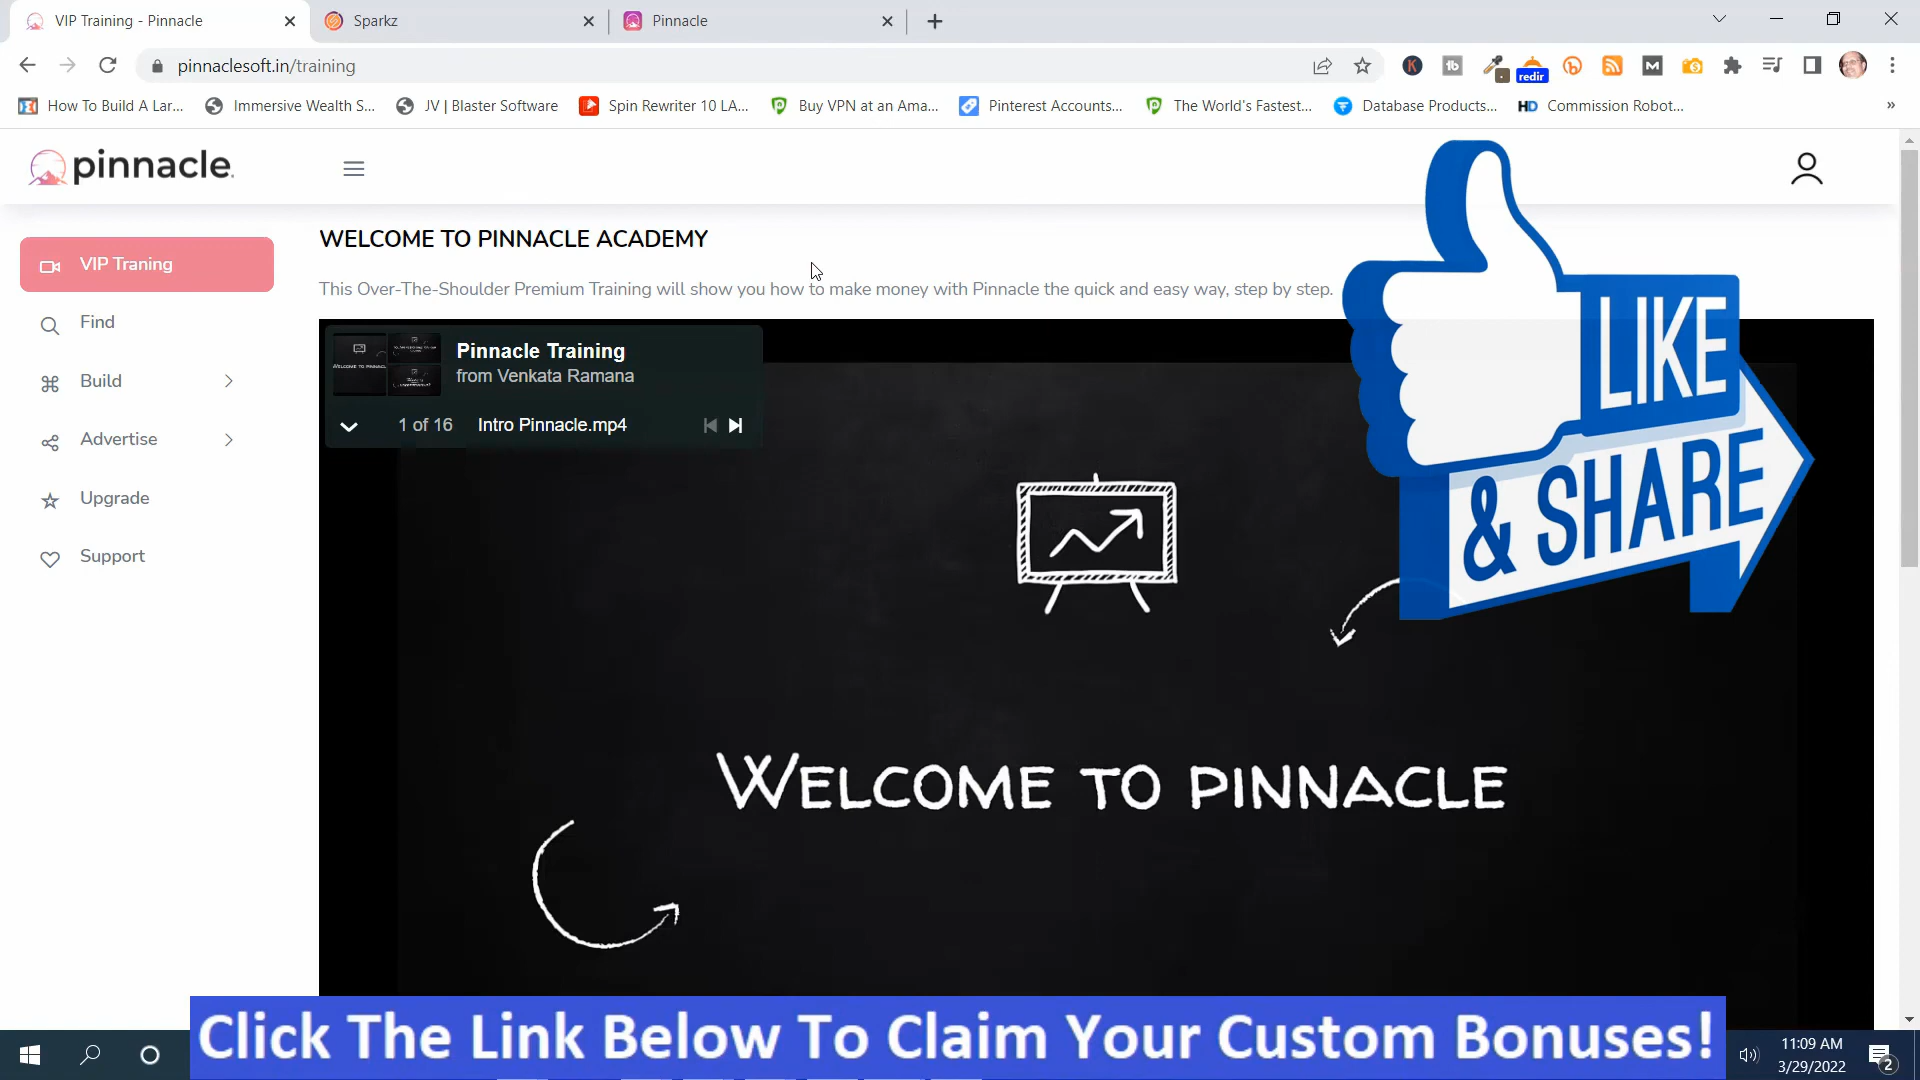 VIP Training - Pinnacle
Sparkz
Pinnacle
pinnaclesoft.in/training
redir
How To Build A Lar...
Immersive Wealth S...
JV | Blaster Software
Spin Rewriter 10 LA...
Buy VPN at an Ama...
Pinterest Accounts...
The World's Fastest...
HD
Database Products...
Commission Robot...
pinnacle.
WELCOME TO PINNACLE ACADEMY
This Over-The-Shoulder Premium Training will show you how to make money with Pinnacle the quick and easy way, step by step.
VIP Traning
Find
Build
Advertise
Upgrade
Support
Pinnacle Training
from Venkata Ramana
1 of 16
Intro Pinnacle.mp4
LIKE
& SHARE
WELCOME TO PINNACLE
Click The Link Below To Claim Your Custom Bonuses!
11:09 AM
3/29/2022
2